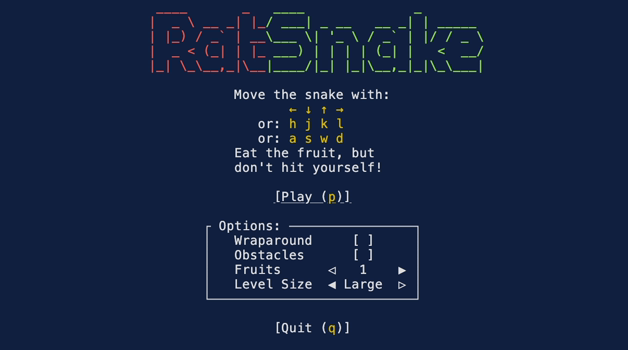 RatSnake
Move the snake with:
← ↓ ↑ →
or: h j k l
or: a s w d
Eat the fruit, but
don't hit yourself!
[Play (p)]
Options:
Wraparound [ ]
Obstacles [ ]
Fruits ◁ 1 ▶
Level Size ◀ Large ▷
[Quit (q)]